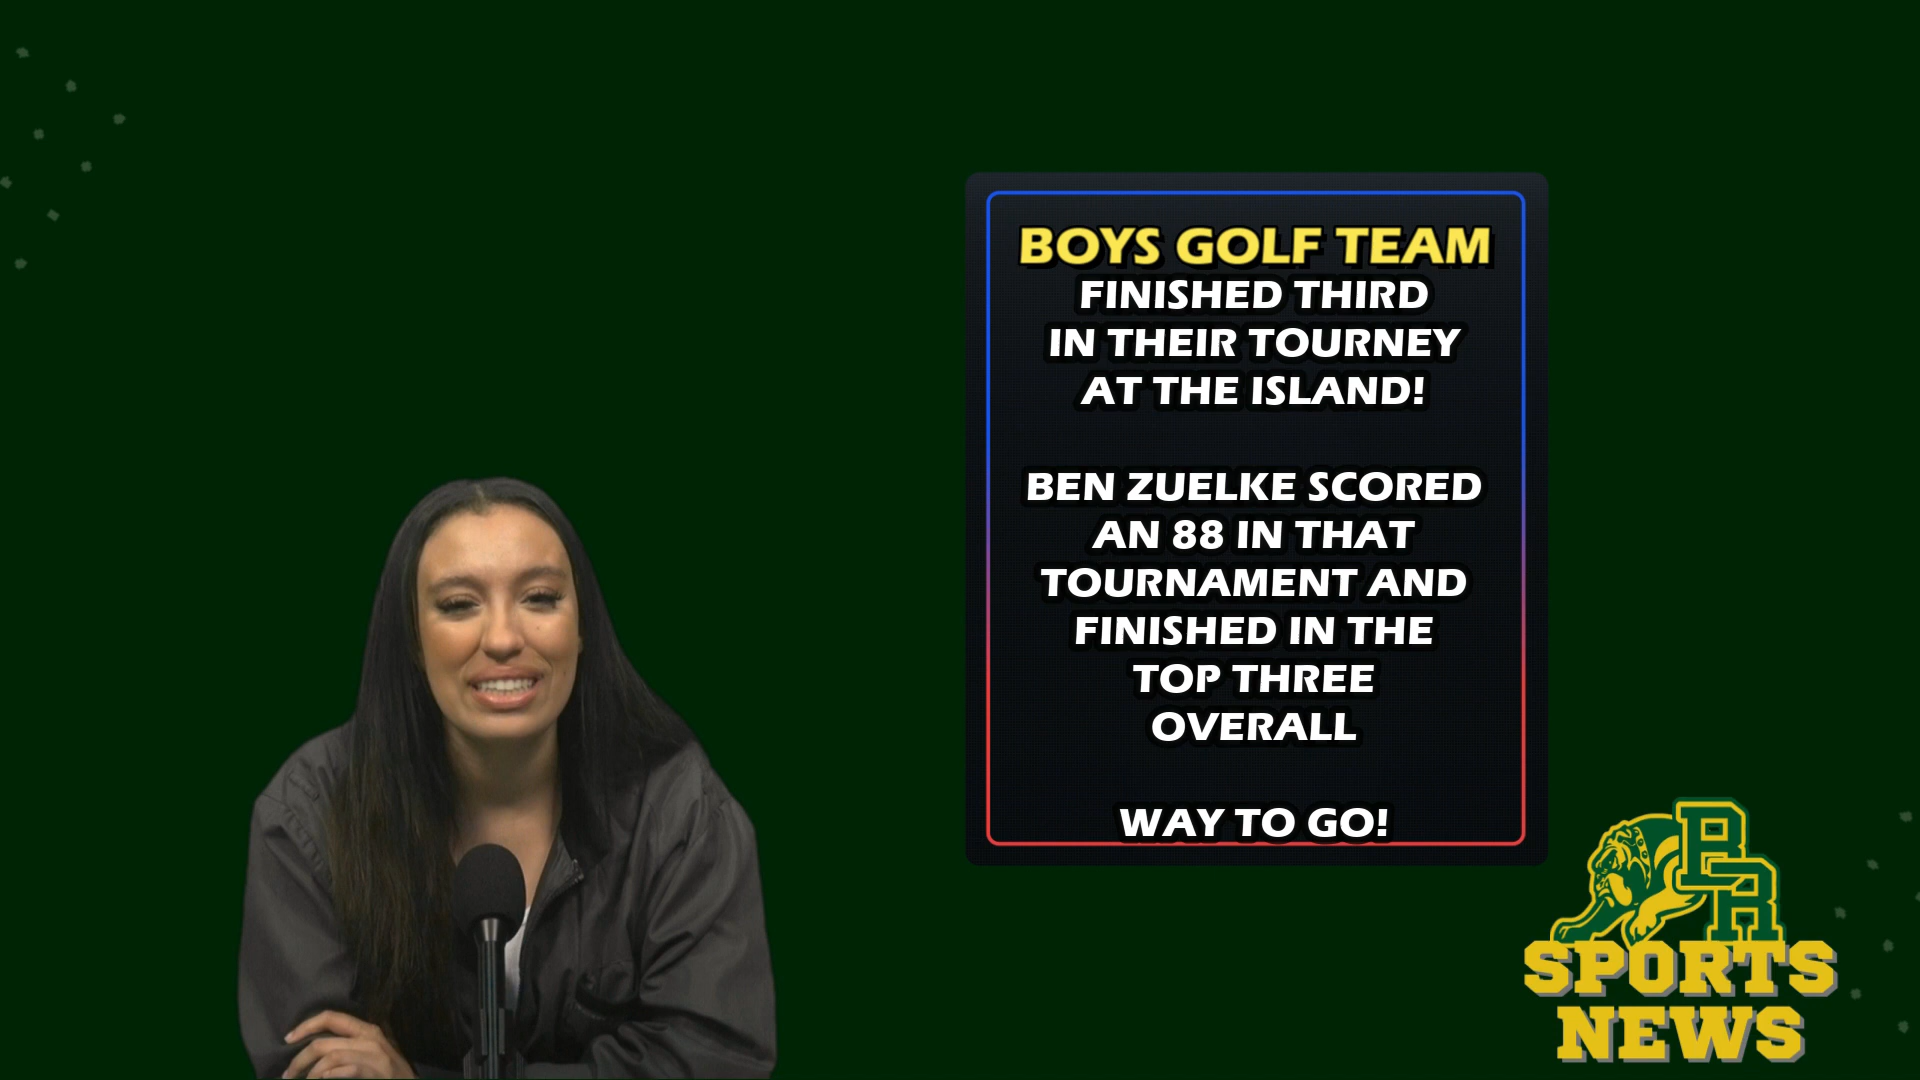 BOYS GOLF TEAM
FINISHED THIRD
IN THEIR TOURNEY
AT THE ISLAND!
BEN ZUELKE SCORED
AN 88 IN THAT
TOURNAMENT AND
FINISHED IN THE
TOP THREE
OVERALL
WAY TO GO!
BR
SPORTS
NEWS